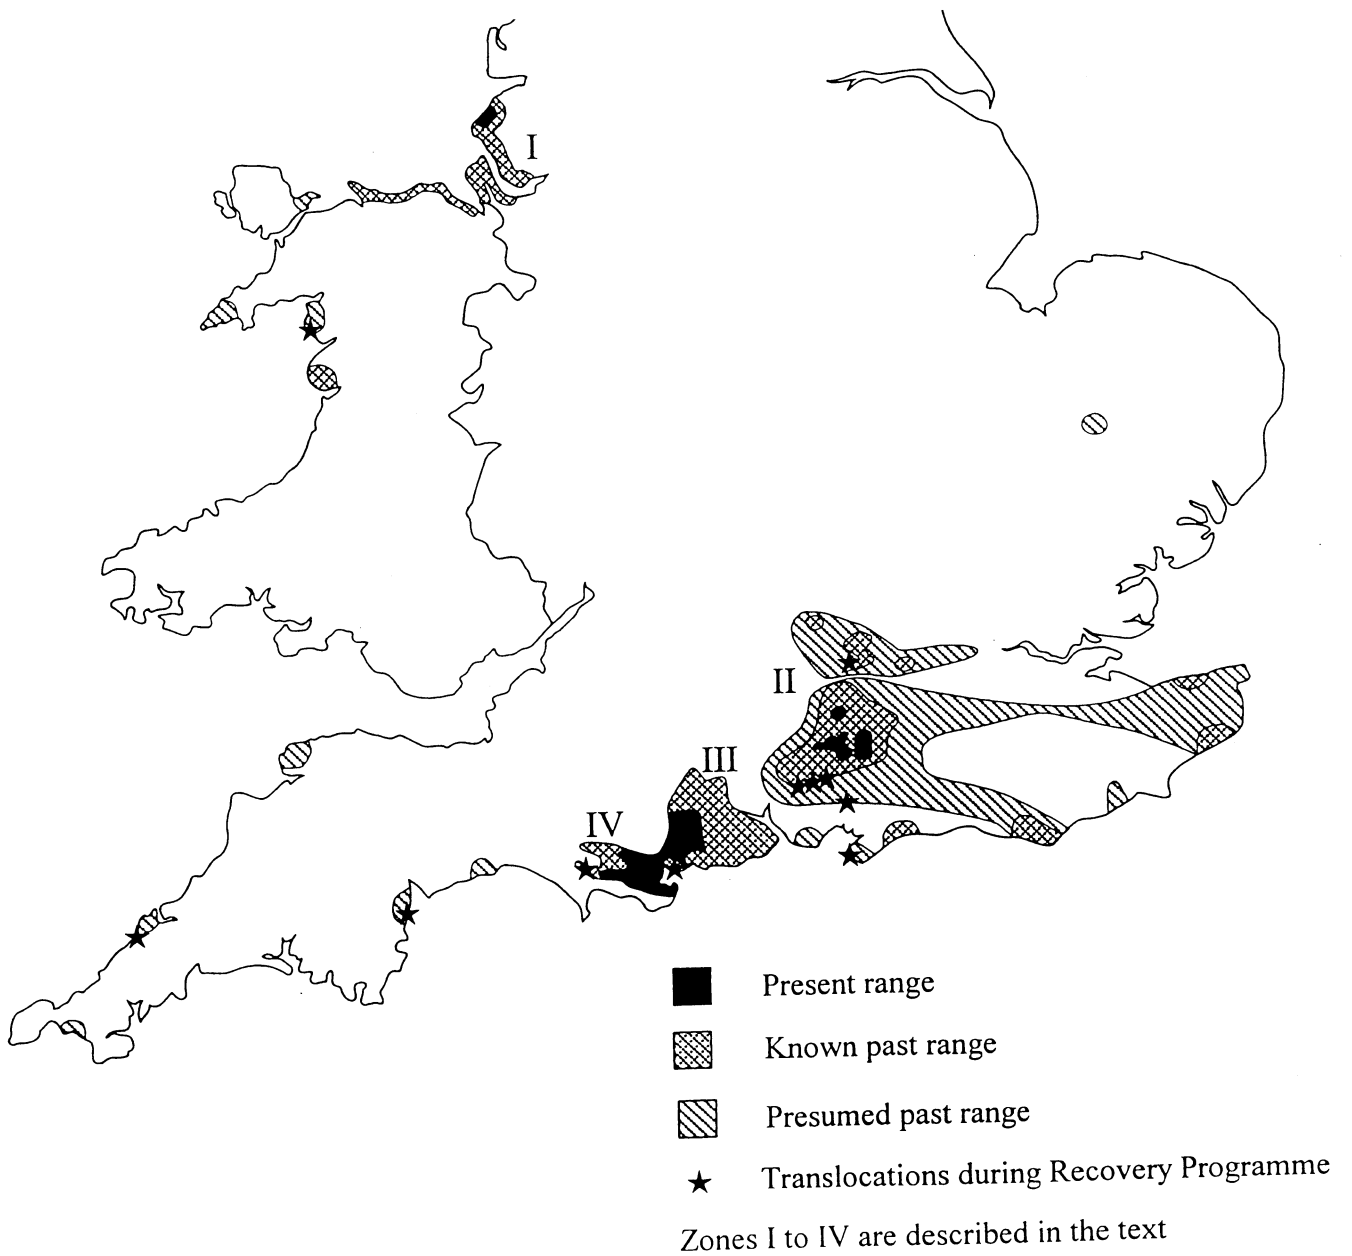 I
II
III
IV
Present range
Known past range
Presumed past range
Translocations during Recovery Programme
Zones I to IV are described in the text